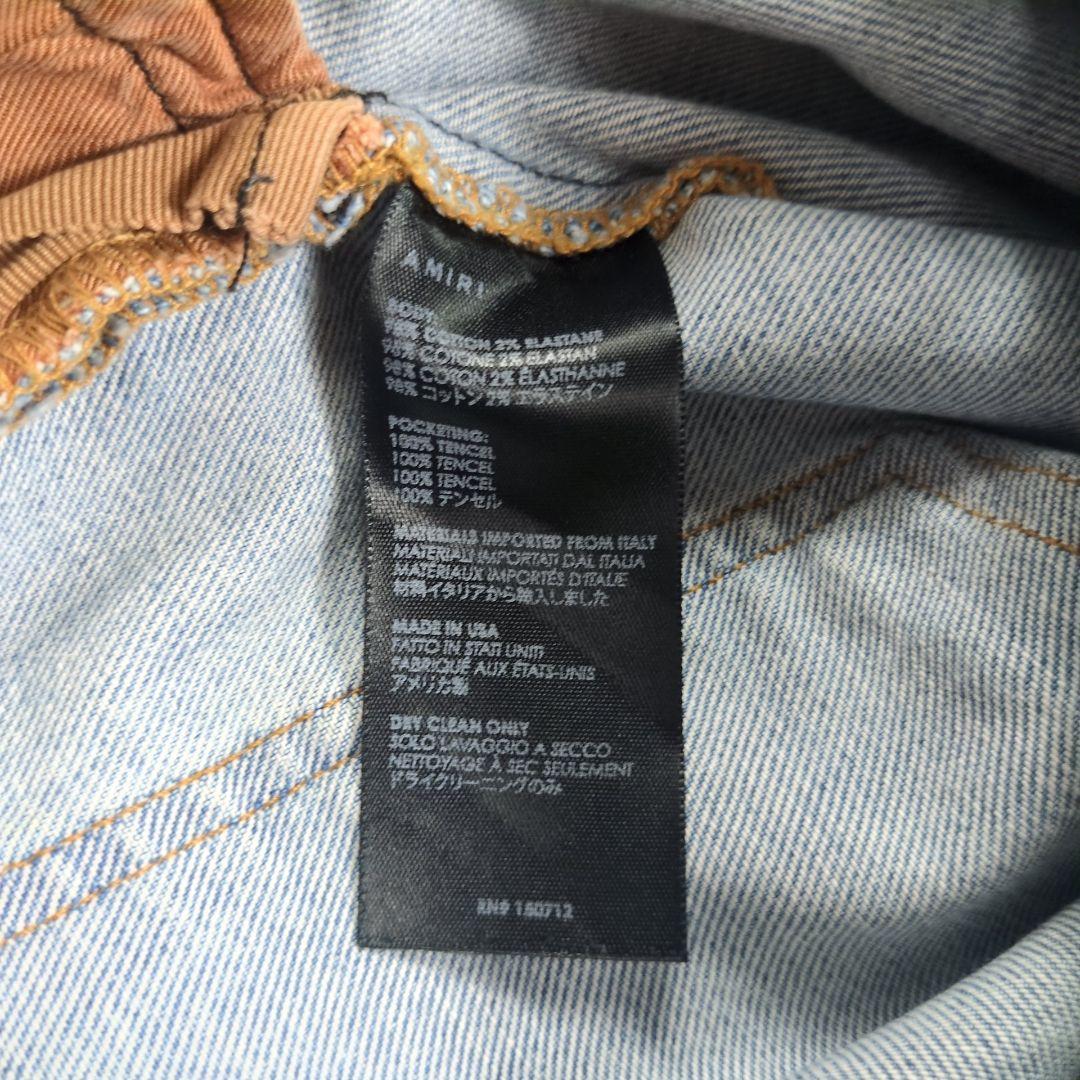 AMIRI
BODY:
98% COTTON 2% ELASTANE
98% COTONE 2% ELASTAN
98% COTON 2% ÉLASTHANNE
98% コットン 2% エラステイン
POCKETING:
100% TENCEL
100% TENCEL
100% TENCEL
100% テンセル
MATERIALS IMPORTED FROM ITALY
MATERIALI IMPORTATI DAL ITALIA
MATERIAUX IMPORTÉS D'ITALIE
イタリアから輸入しました
MADE IN USA
FATTO IN STATI UNITI
FABRIQUÉ AUX ÉTATS-UNIS
アメリカ製
DRY CLEAN ONLY
SOLO LAVAGGIO A SECCO
NETTOYAGE À SEC SEULEMENT
ドライクリーニングのみ
RN# 150712